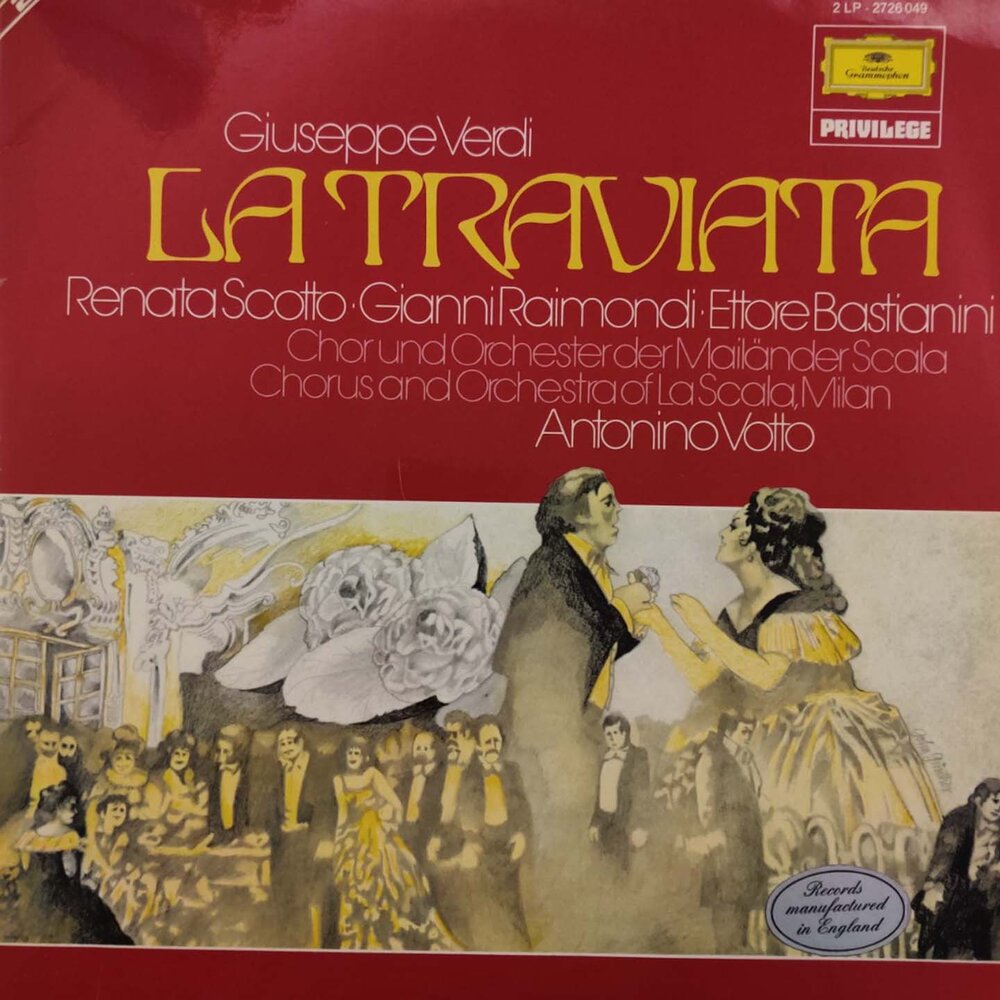 2 LP - 2726 049
Deutsche
Grammophon
PRIVILEGE
Giuseppe Verdi
LA TRAVIATA
Renata Scotto · Gianni Raimondi · Ettore Bastianini
Chor und Orchester der Mailänder Scala
Chorus and Orchestra of La Scala, Milan
Antonino Votto
Records
manufactured
in England